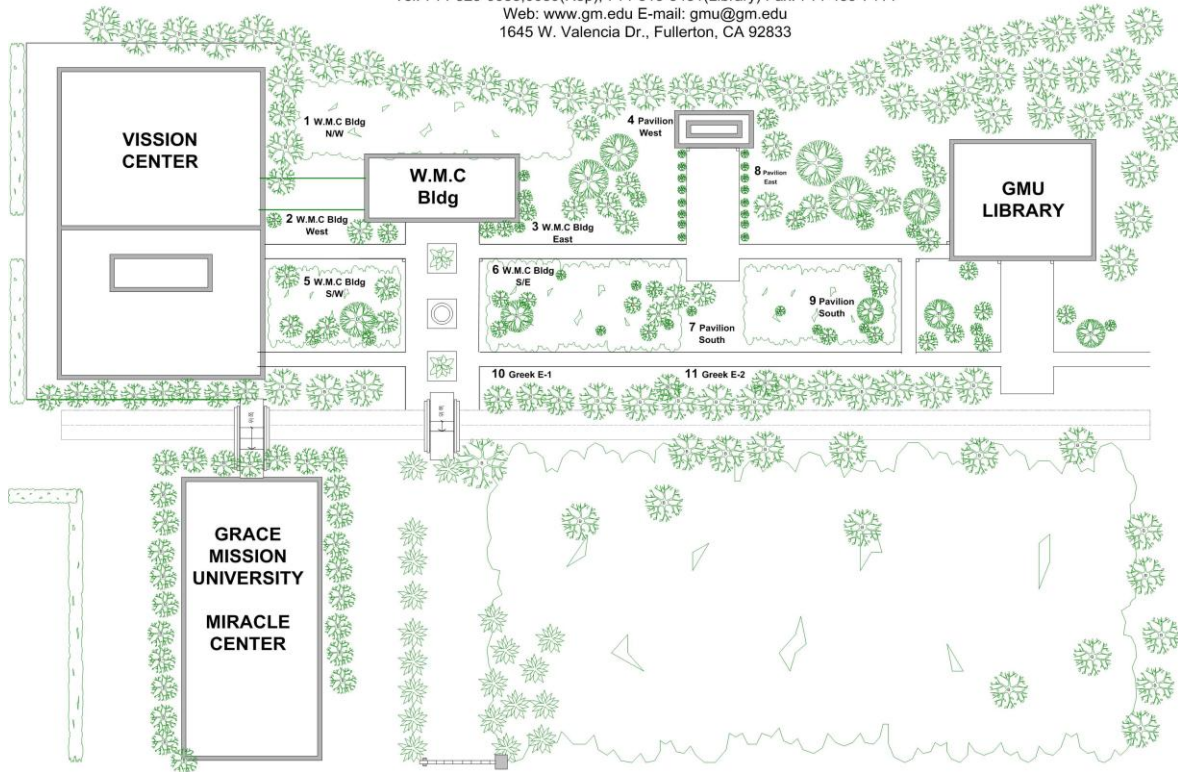 Web: www.gm.edu E-mail: gmu@gm.edu
1645 W. Valencia Dr., Fullerton, CA 92833
VISSION
CENTER
1 W.M.C Bldg
N/W
W.M.C
Bldg
4 Pavilion
West
8 Pavilion
East
GMU
LIBRARY
2 W.M.C Bldg
West
3 W.M.C Bldg
East
5 W.M.C Bldg
S/W
6 W.M.C Bldg
S/E
7 Pavilion
South
9 Pavilion
South
10 Greek E-1
11 Greek E-2
GRACE
MISSION
UNIVERSITY
MIRACLE
CENTER